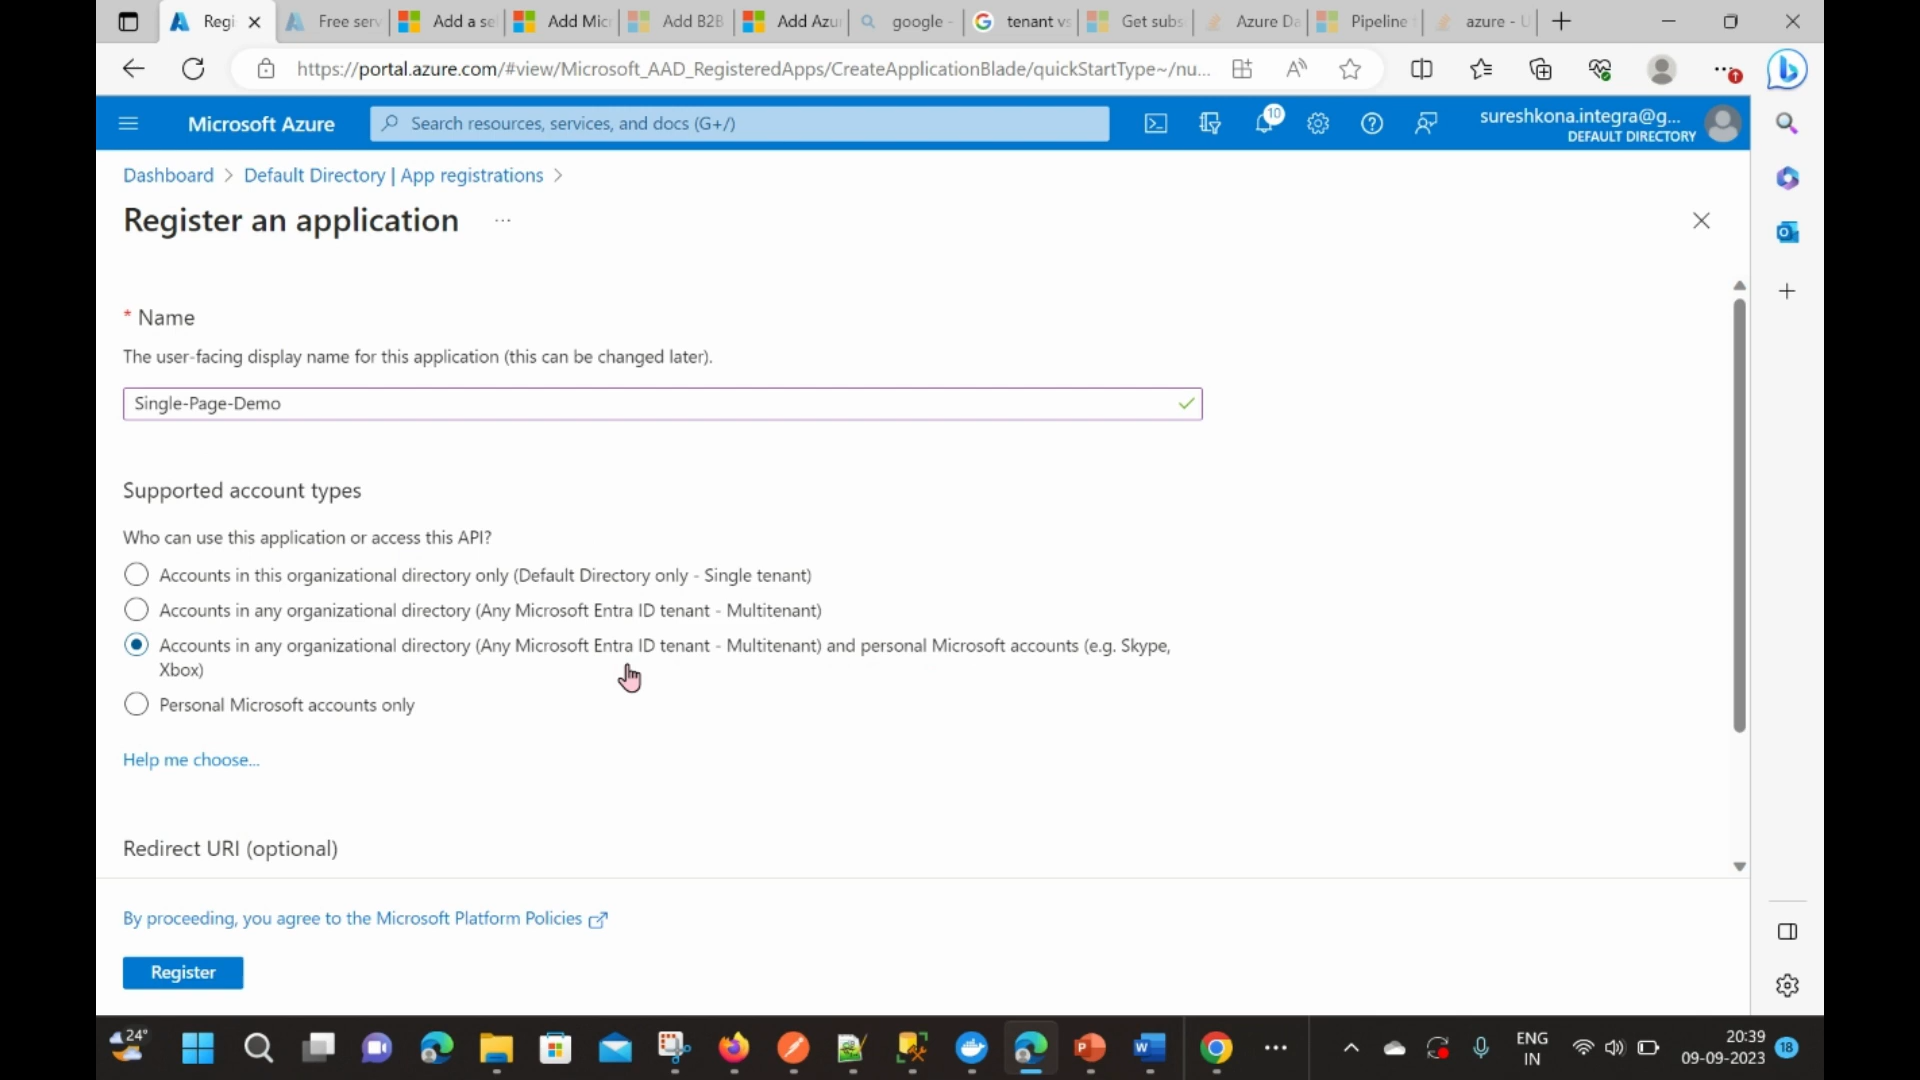 Regi
Free serv
Add a se
Add Micr
Add B2B
Add Azu
google -
tenant vs
Get subs
Azure Da
Pipeline
azure - U
https://portal.azure.com/#view/Microsoft_AAD_RegisteredApps/CreateApplicationBlade/quickStartType~/nu...
Microsoft Azure
Search resources, services, and docs (G+/)
10
sureshkona.integra@g...
DEFAULT DIRECTORY
Dashboard > Default Directory | App registrations >
Register an application ...
* Name
The user-facing display name for this application (this can be changed later).
Single-Page-Demo
Supported account types
Who can use this application or access this API?
Accounts in this organizational directory only (Default Directory only - Single tenant)
Accounts in any organizational directory (Any Microsoft Entra ID tenant - Multitenant)
Accounts in any organizational directory (Any Microsoft Entra ID tenant - Multitenant) and personal Microsoft accounts (e.g. Skype,
Xbox)
Personal Microsoft accounts only
Help me choose...
Redirect URI (optional)
By proceeding, you agree to the Microsoft Platform Policies
Register
24°
ENG
IN
20:39
09-09-2023
18